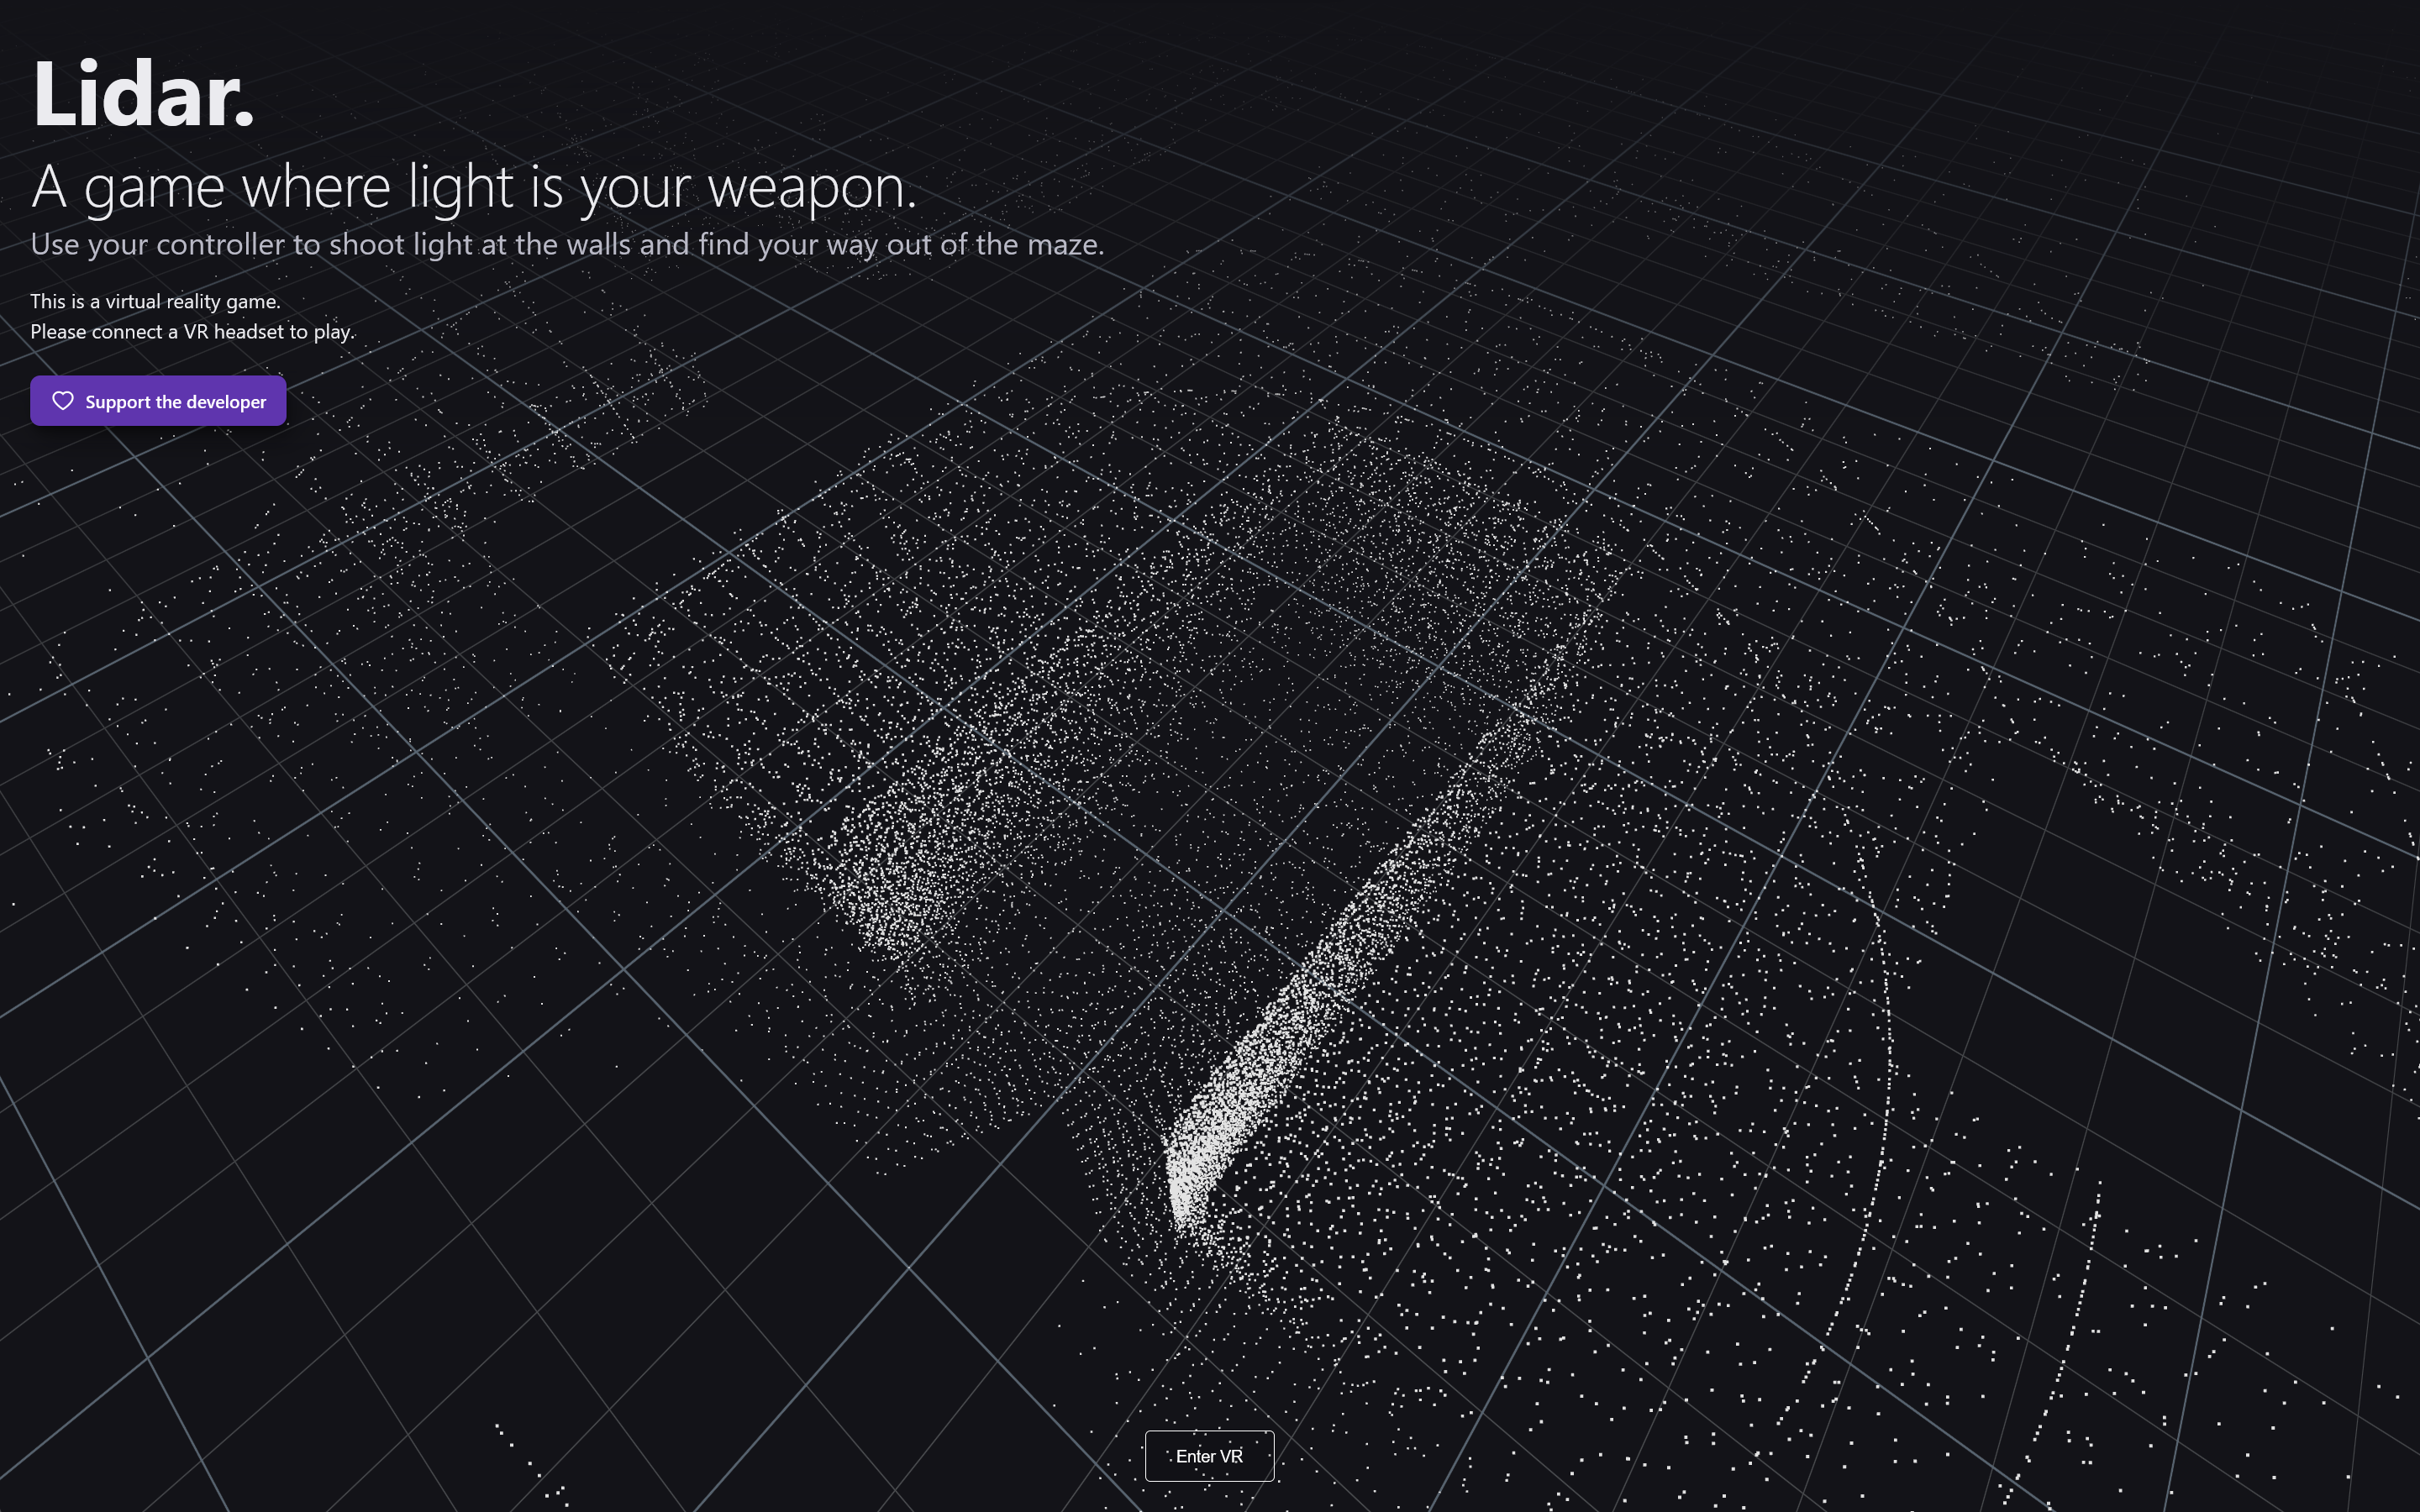 Lidar.
A game where light is your weapon.
Use your controller to shoot light at the walls and find your way out of the maze.
This is a virtual reality game.
Please connect a VR headset to play.
Support the developer
Enter VR